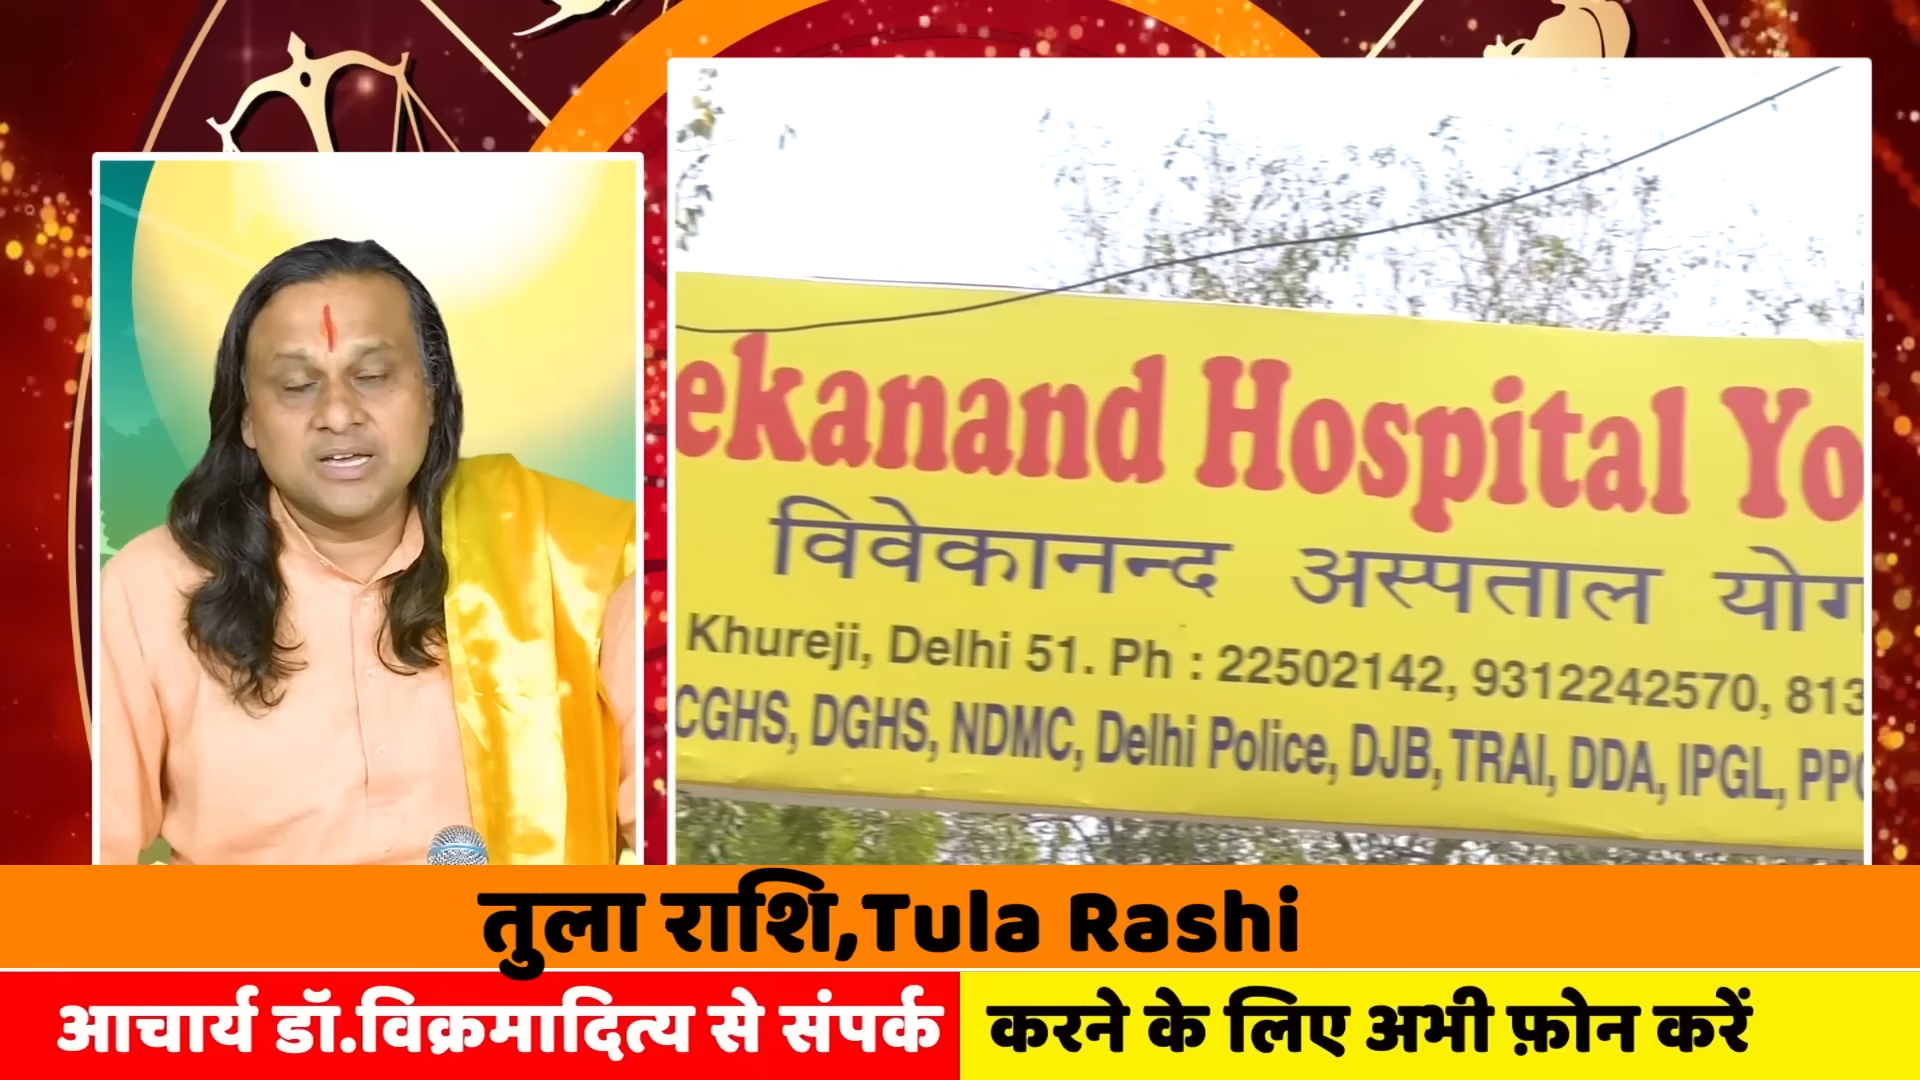 ekanand Hospital Yo
विवेकानन्द अस्पताल योग
Khureji, Delhi 51. Ph : 22502142, 9312242570, 813
CGHS, DGHS, NDMC, Delhi Police, DJB, TRAI, DDA, IPGL, PPC
तुला राशि,Tula Rashi
आचार्य डॉ.विक्रमादित्य से संपर्क करने के लिए अभी फ़ोन करें